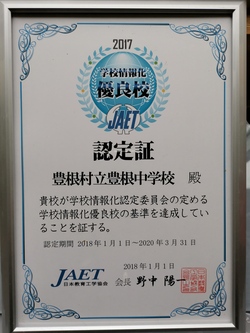 2017
学校情報化
優良校
JAET
認定証
豊根村立豊根中学校 殿
貴校が学校情報化認定委員会の定める
学校情報化優良校の基準を達成してい
ることを証する。
認定期間 2018年1月1日～2020年3月31日
2018年1月1日
JAET
日本教育工学協会
会長 野中 陽一